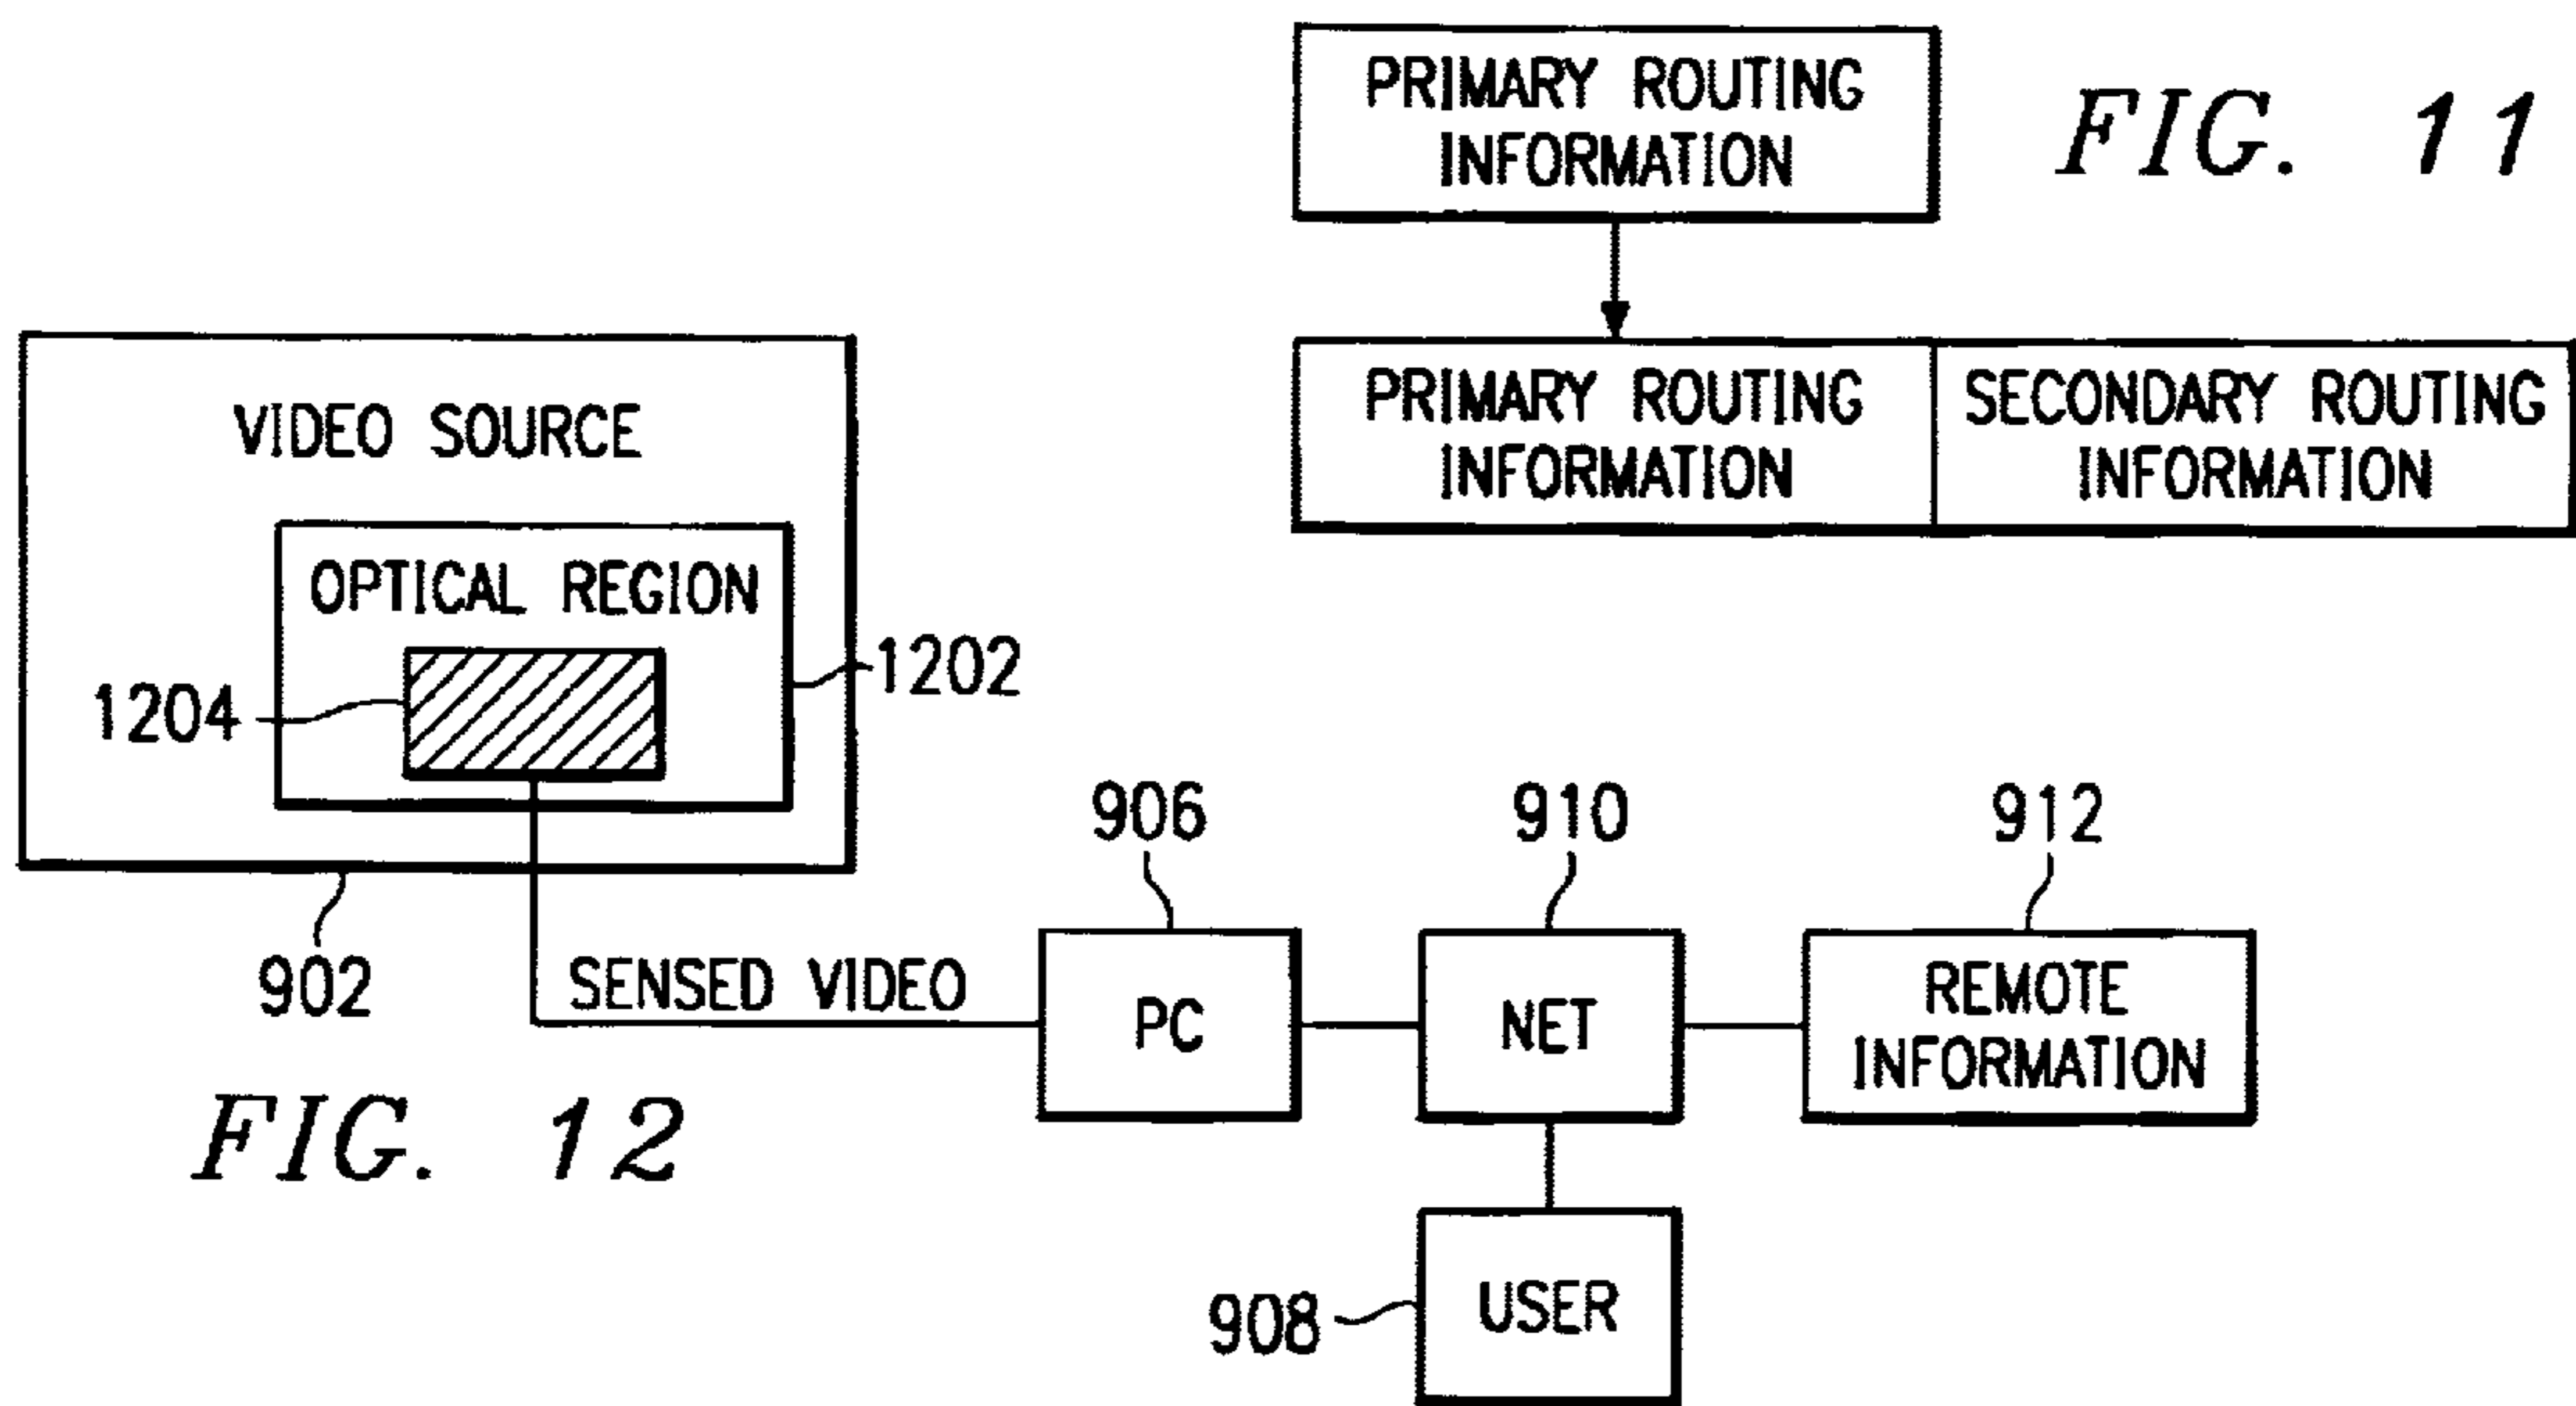 PRIMARY ROUTING
INFORMATION
FIG. 11
PRIMARY ROUTING
INFORMATION
SECONDARY ROUTING
INFORMATION
VIDEO SOURCE
OPTICAL REGION
1202
1204
902
SENSED VIDEO
906
PC
910
NET
912
REMOTE
INFORMATION
908
USER
FIG. 12